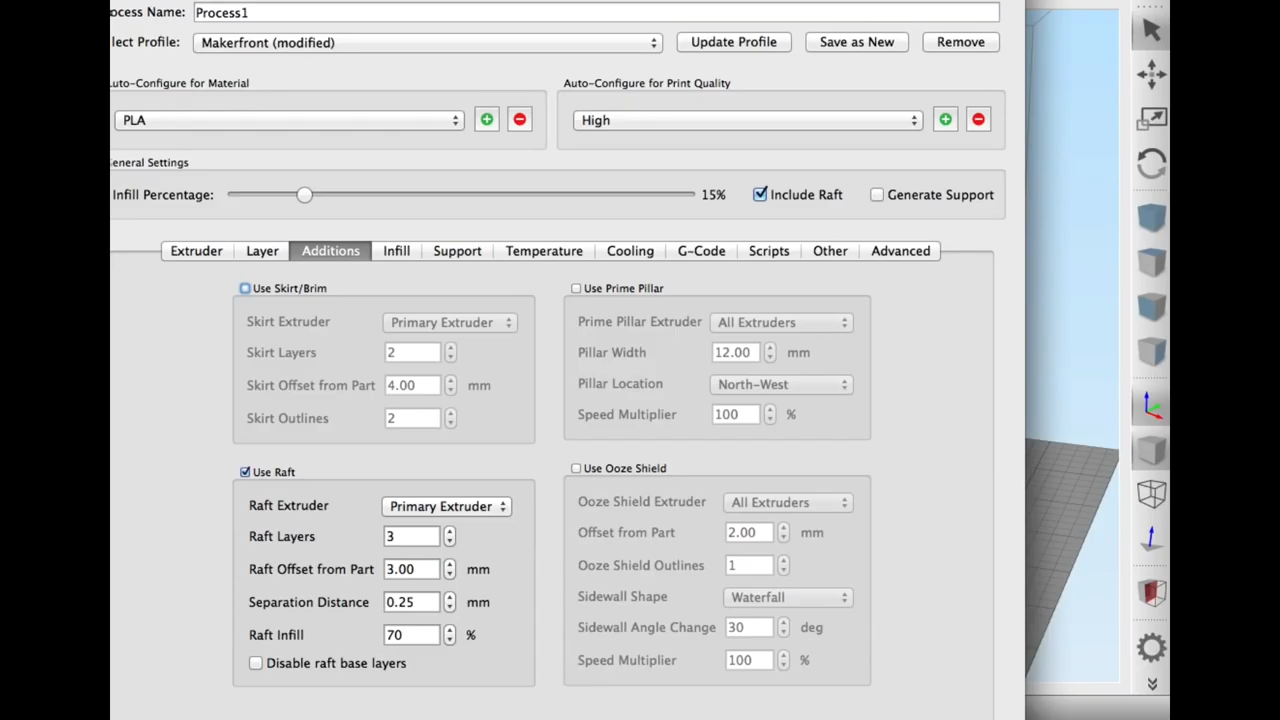 ocess Name: Process1
lect Profile: Makerfront (modified) Update Profile Save as New Remove
uto-Configure for Material Auto-Configure for Print Quality
PLA High
eneral Settings
Infill Percentage: 15% Include Raft Generate Support
Extruder Layer Additions Infill Support Temperature Cooling G-Code Scripts Other Advanced
Use Skirt/Brim
Skirt Extruder Primary Extruder
Skirt Layers 2
Skirt Offset from Part 4.00 mm
Skirt Outlines 2
Use Prime Pillar
Prime Pillar Extruder All Extruders
Pillar Width 12.00 mm
Pillar Location North-West
Speed Multiplier 100 %
Use Raft
Raft Extruder Primary Extruder
Raft Layers 3
Raft Offset from Part 3.00 mm
Separation Distance 0.25 mm
Raft Infill 70 %
Disable raft base layers
Use Ooze Shield
Ooze Shield Extruder All Extruders
Offset from Part 2.00 mm
Ooze Shield Outlines 1
Sidewall Shape Waterfall
Sidewall Angle Change 30 deg
Speed Multiplier 100 %